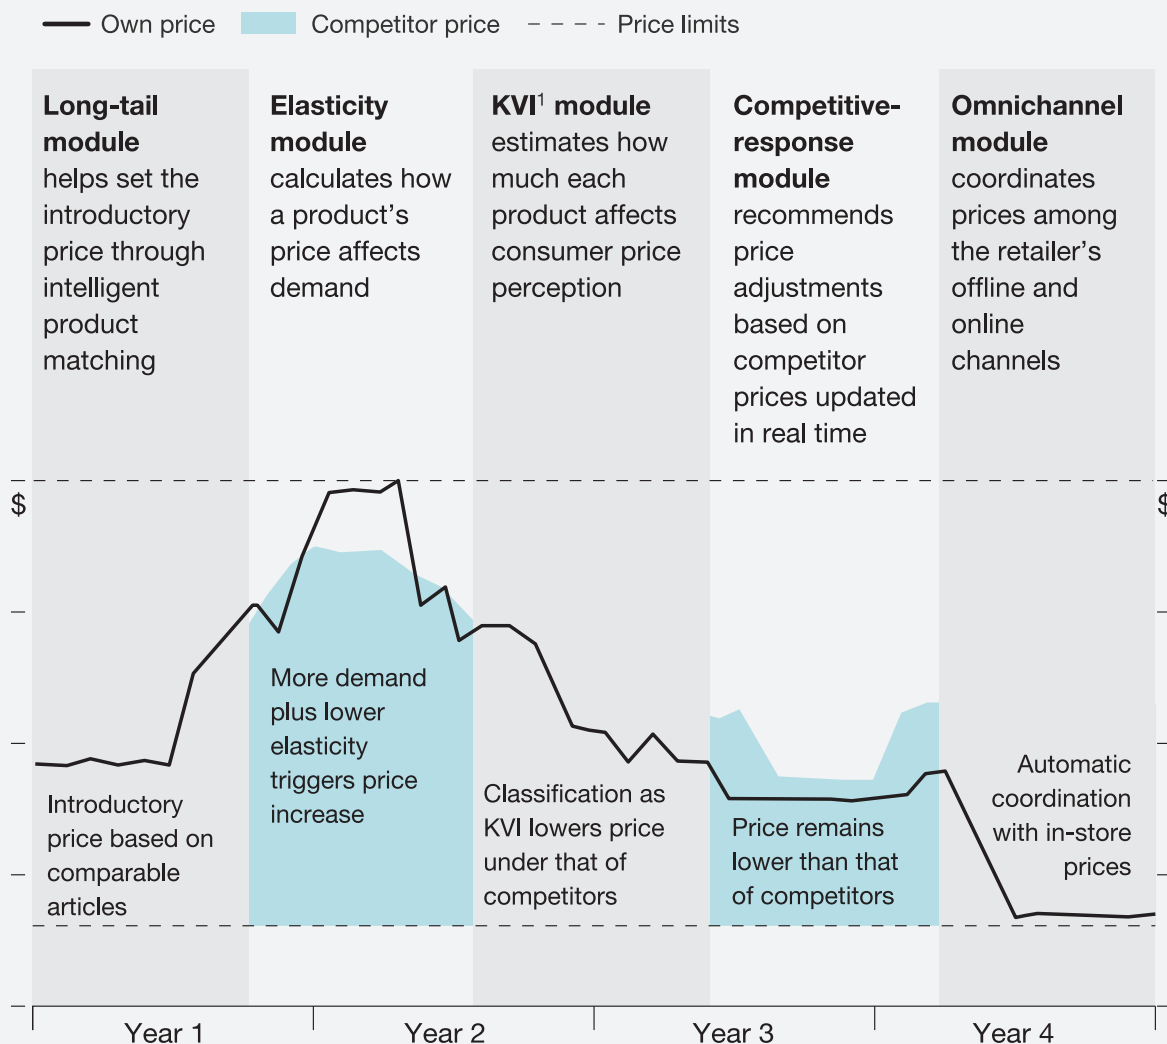 Own price Competitor price Price limits
Long-tail
module
helps set the
introductory
price through
intelligent
product
matching
Elasticity
module
calculates how
a product's
price affects
demand
KVI¹ module
estimates how
much each
product affects
consumer price
perception
Competitive-
response
module
recommends
price
adjustments
based on
competitor
prices updated
in real time
Omnichannel
module
coordinates
prices among
the retailer's
offline and
online
channels
$
$
Introductory
price based on
comparable
articles
More demand
plus lower
elasticity
triggers price
increase
Classification as
KVI lowers price
under that of
competitors
Price remains
lower than that
of competitors
Automatic
coordination
with in-store
prices
Year 1 Year 2 Year 3 Year 4